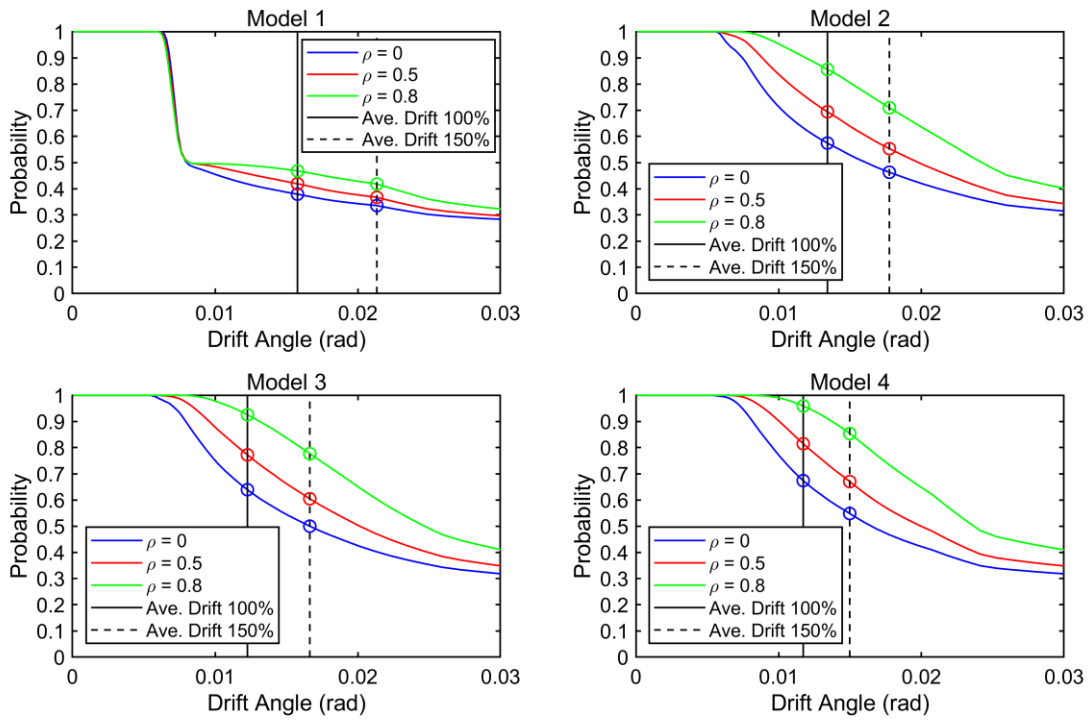 Model 1
Probability
1
0.9
0.8
0.7
0.6
0.5
0.4
0.3
0.2
0.1
0
ρ = 0
ρ = 0.5
ρ = 0.8
Ave. Drift 100%
Ave. Drift 150%
0 0.01 0.02 0.03
Drift Angle (rad)
Model 2
Probability
1
0.9
0.8
0.7
0.6
0.5
0.4
0.3
0.2
0.1
0
ρ = 0
ρ = 0.5
ρ = 0.8
Ave. Drift 100%
Ave. Drift 150%
0 0.01 0.02 0.03
Drift Angle (rad)
Model 3
Probability
1
0.9
0.8
0.7
0.6
0.5
0.4
0.3
0.2
0.1
0
ρ = 0
ρ = 0.5
ρ = 0.8
Ave. Drift 100%
Ave. Drift 150%
0 0.01 0.02 0.03
Drift Angle (rad)
Model 4
Probability
1
0.9
0.8
0.7
0.6
0.5
0.4
0.3
0.2
0.1
0
ρ = 0
ρ = 0.5
ρ = 0.8
Ave. Drift 100%
Ave. Drift 150%
0 0.01 0.02 0.03
Drift Angle (rad)